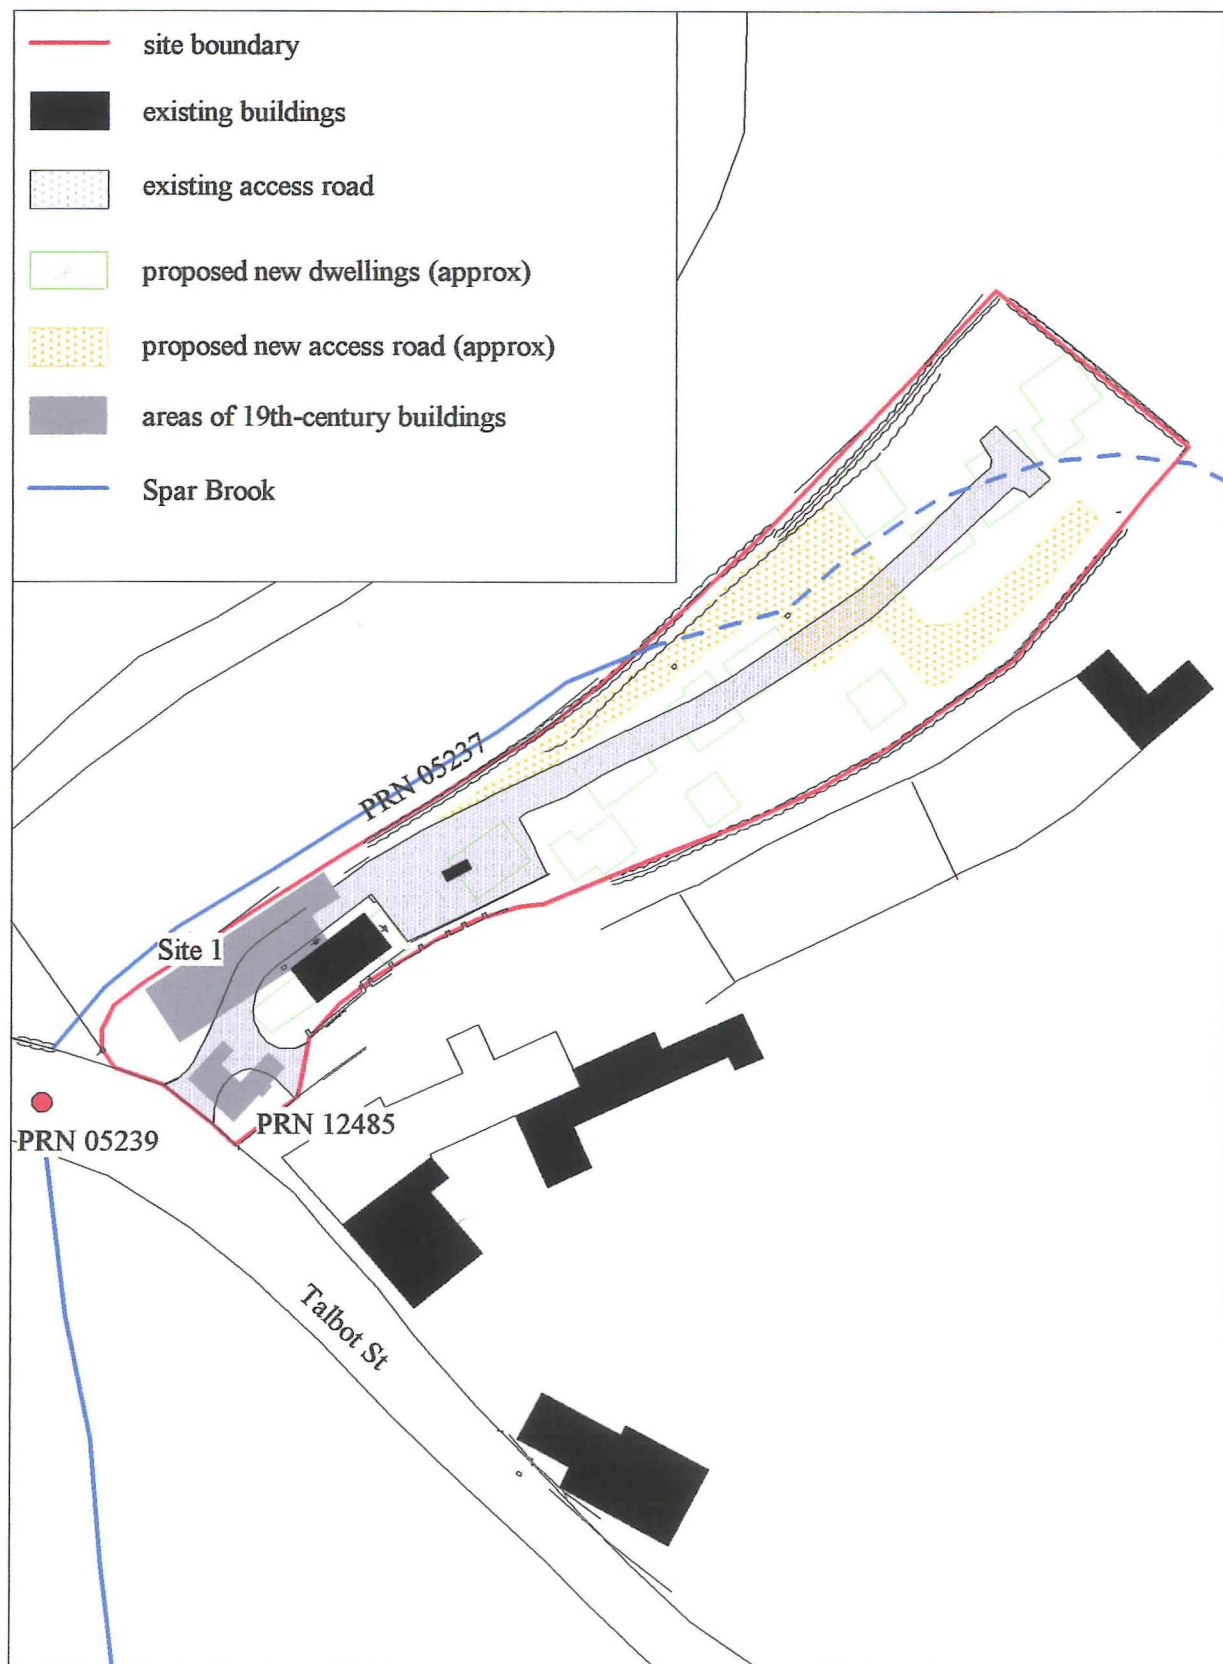 site boundary
existing buildings
existing access road
proposed new dwellings (approx)
proposed new access road (approx)
areas of 19th-century buildings
Spar Brook
PRN 05237
Site 1
PRN 12485
PRN 05239
Talbot St